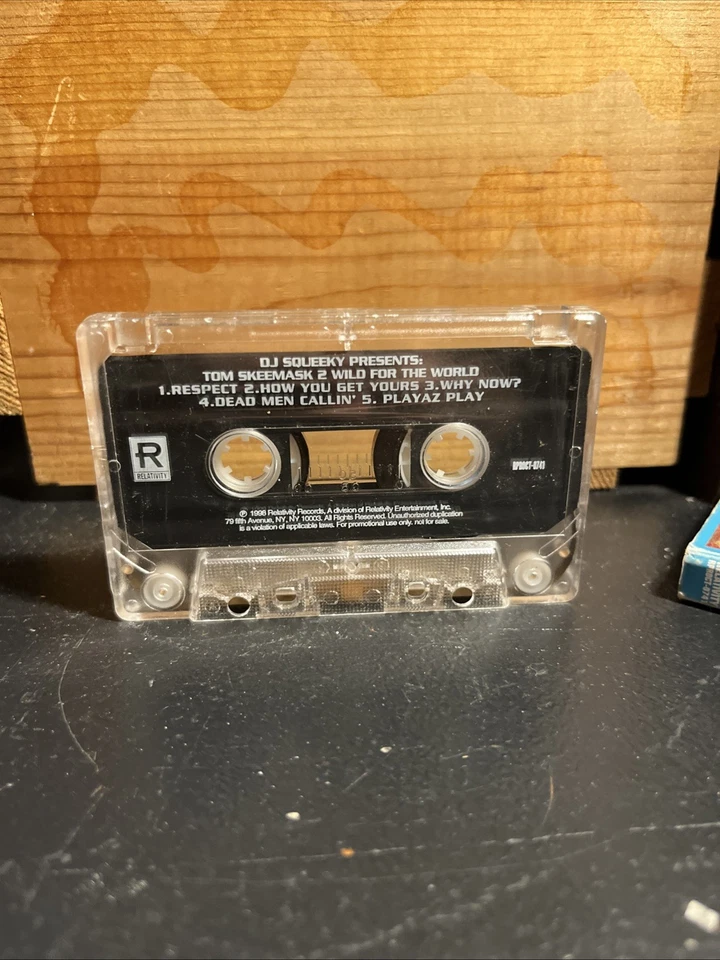 DJ SQUEEKY PRESENTS:
TOM SKEEMASK 2 WILD FOR THE WORLD
1.RESPECT 2.HOW YOU GET YOURS 3.WHY NOW?
4.DEAD MEN CALLIN' 5. PLAYAZ PLAY
R
RELATIVITY
RPROCT-0741
℗ 1998 Relativity Records, A division of Relativity Entertainment, Inc.
79 fifth Avenue, NY, NY 10003. All Rights Reserved. Unauthorized duplication
is a violation of applicable laws. For promotional use only. not for sale.